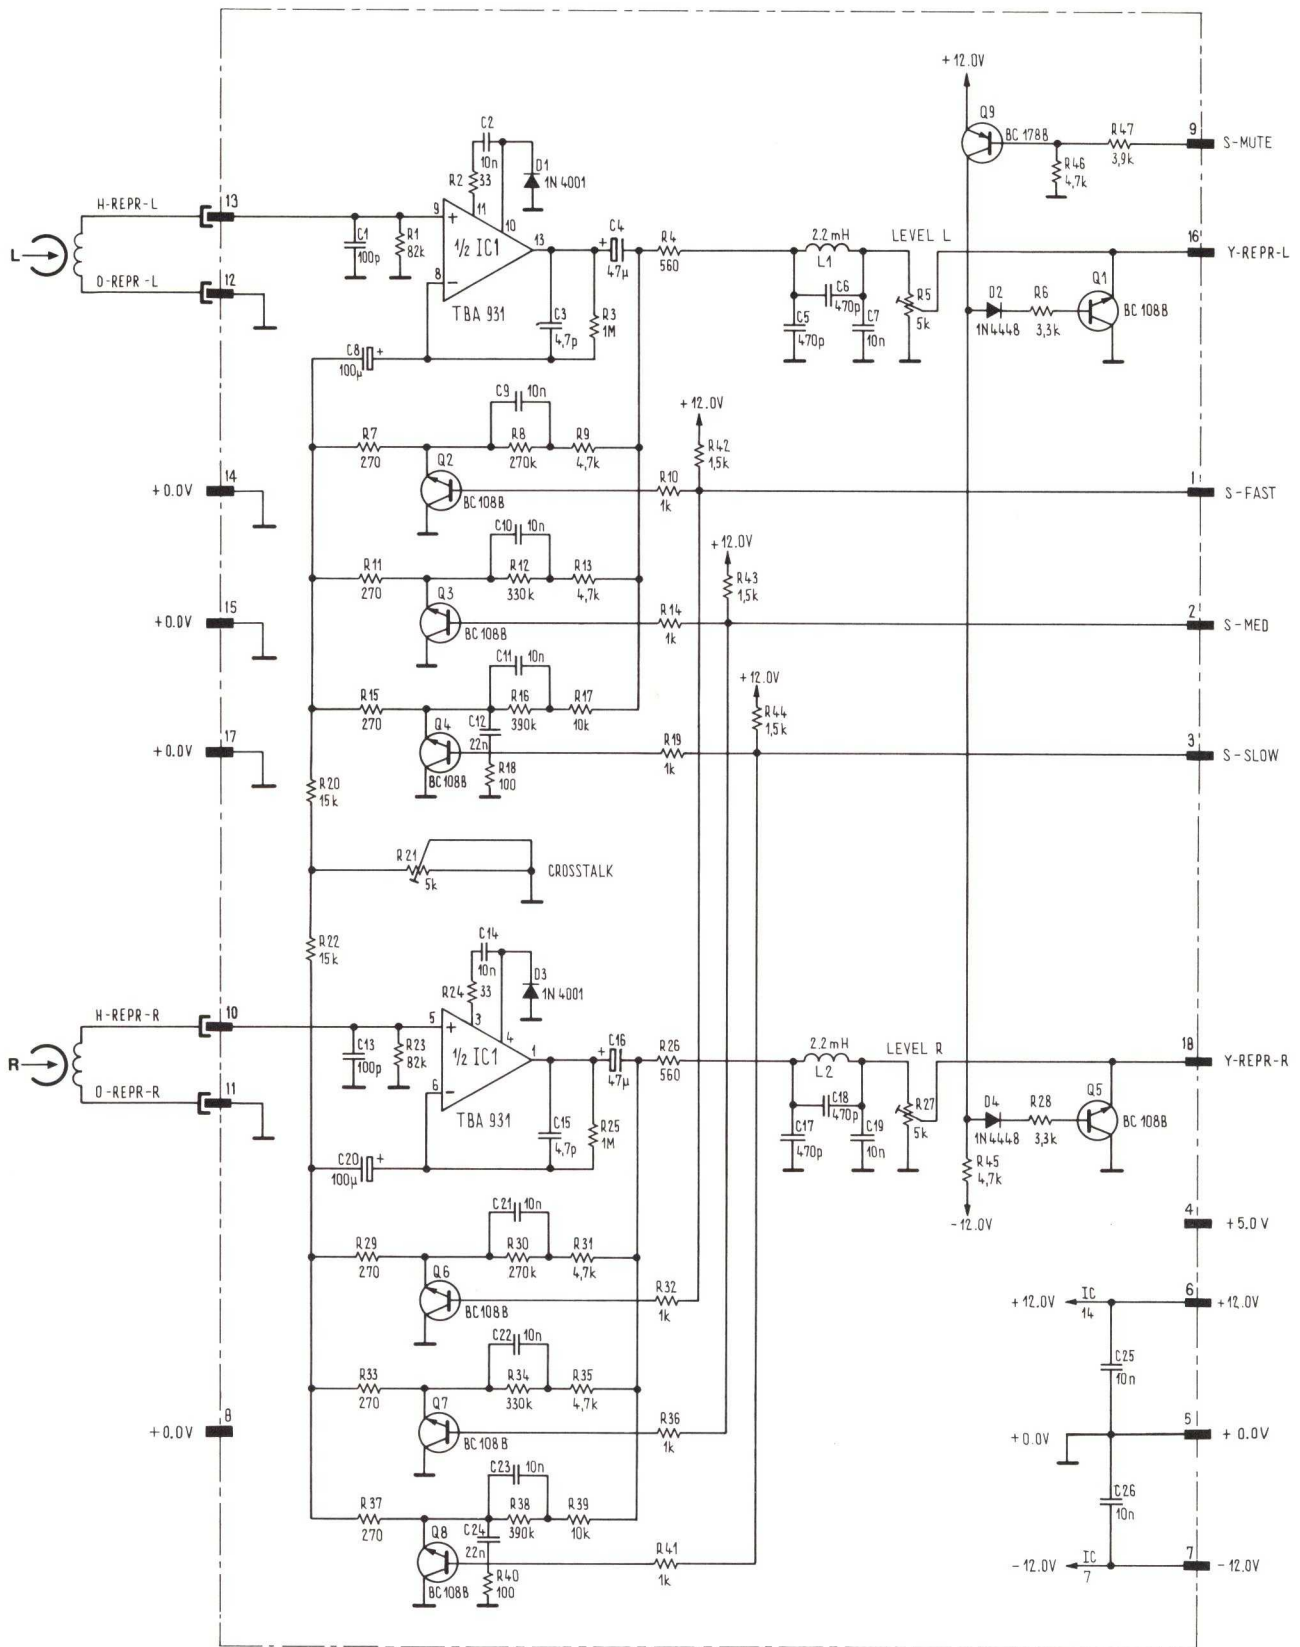 +12.0V
Q9
BC 178B
R47
3,9k
9
S-MUTE
R46
4,7k
C2
10n
D1
1N 4001
R2
33
11
10
H-REPR-L
13
9
+
C1
100p
R1
82k
½ IC1
13
C4
+
47µ
R4
560
2.2mH
L1
LEVEL L
16
Y-REPR-L
L
0-REPR-L
12
8
−
TBA 931
C3
4,7p
R3
1M
C6
470p
C5
470p
C7
10n
R5
5k
D2
1N4448
R6
3,3k
Q1
BC 108B
C8
+
100µ
C9
10n
+12.0V
R7
270
R8
270k
R9
4,7k
R42
1,5k
+0.0V
14
Q2
BC108B
R10
1k
1
S-FAST
C10
10n
+12.0V
R11
270
R12
330k
R13
4,7k
R43
1,5k
+0.0V
15
Q3
BC108B
R14
1k
2
S-MED
C11
10n
+12.0V
R15
270
R16
390k
R17
10k
R44
1,5k
+0.0V
17
Q4
BC108B
C12
22n
R18
100
R19
1k
3
S-SLOW
R20
15k
R21
5k
CROSSTALK
R22
15k
C14
10n
D3
1N 4001
R24
33
3
4
H-REPR-R
10
5
+
C13
100p
R23
82k
½ IC1
1
C16
+
47µ
R26
560
2.2mH
L2
LEVEL R
18
Y-REPR-R
R
0-REPR-R
11
6
−
TBA 931
C15
4,7p
R25
1M
C18
470p
C17
470p
C19
10n
R27
5k
D4
1N4448
R28
3,3k
Q5
BC 108B
C20
+
100µ
R45
4,7k
-12.0V
4
+5.0V
C21
10n
R29
270
R30
270k
R31
4,7k
Q6
BC108B
R32
1k
+12.0V
IC
14
6
+12.0V
C22
10n
C25
10n
R33
270
R34
330k
R35
4,7k
+0.0V
8
Q7
BC108B
R36
1k
+0.0V
5
+0.0V
C23
10n
C26
10n
R37
270
R38
390k
R39
10k
Q8
BC108B
C24
22n
R40
100
R41
1k
-12.0V
IC
7
7
-12.0V